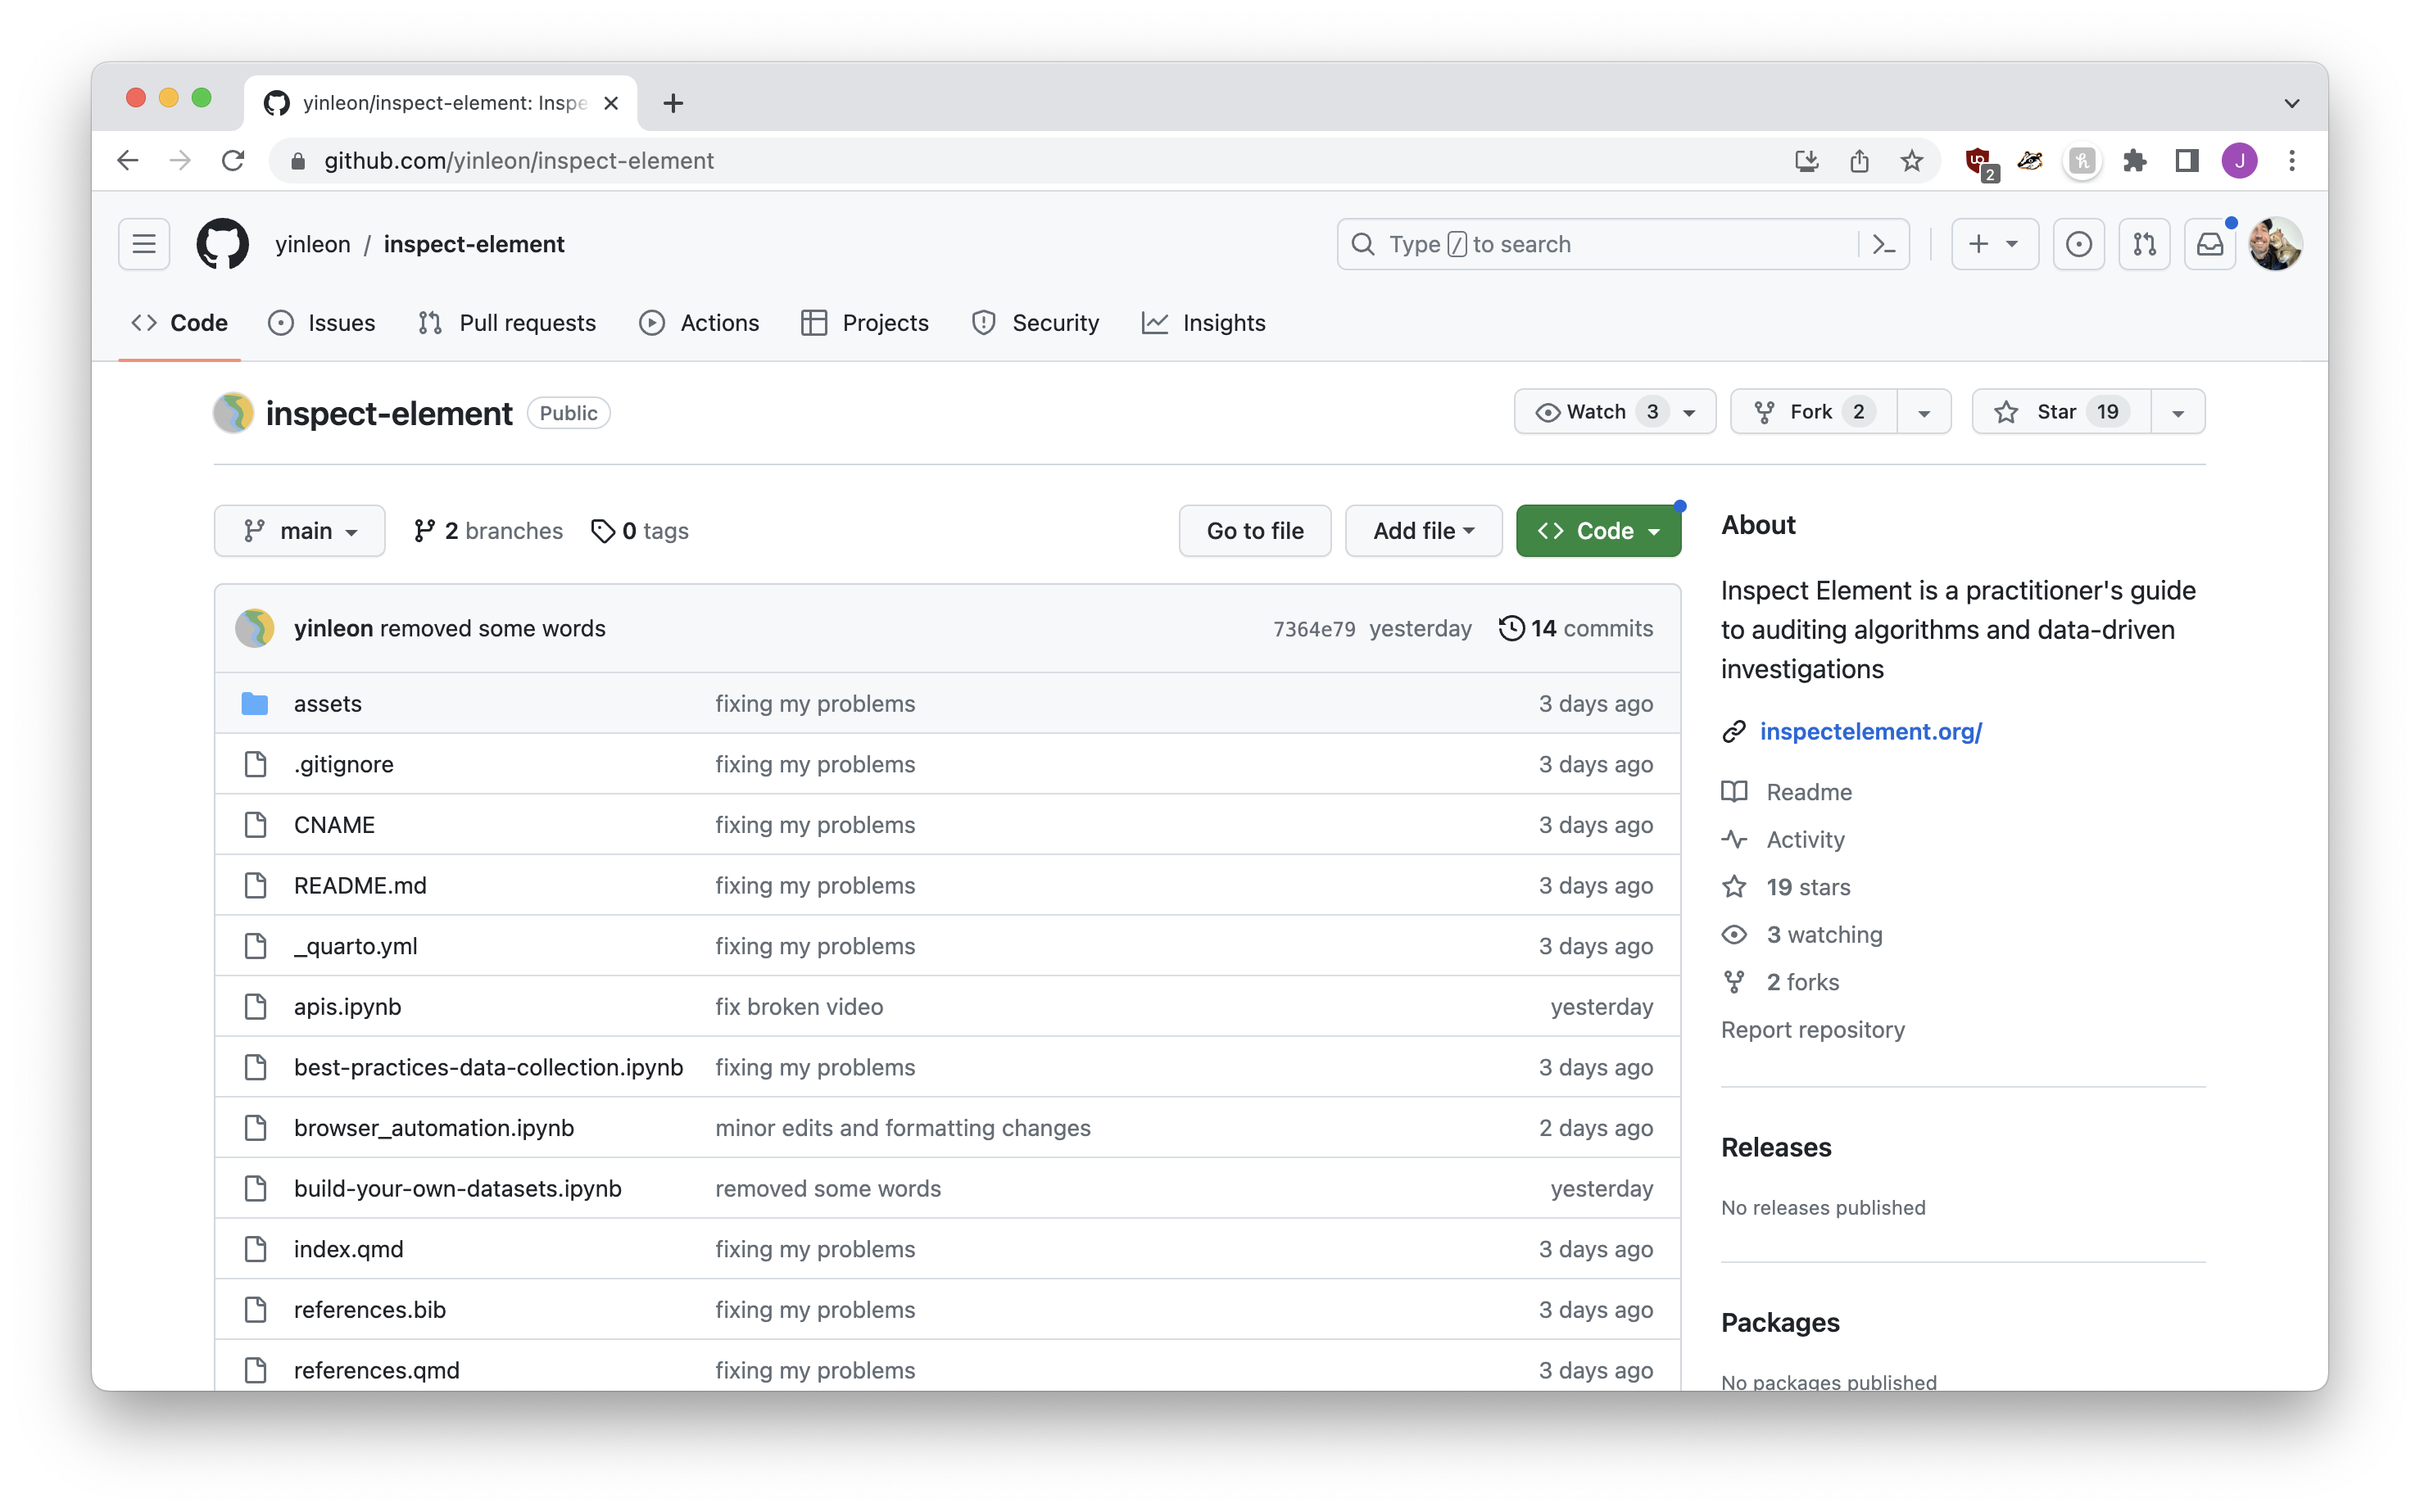 yinleon/inspect-element: Inspe
github.com/yinleon/inspect-element
2
J
yinleon / inspect-element
Type / to search
Code
Issues
Pull requests
Actions
Projects
Security
Insights
inspect-element Public
Watch 3
Fork 2
Star 19
main
2 branches
0 tags
Go to file
Add file
Code
yinleon removed some words 7364e79 yesterday 14 commits
assets fixing my problems 3 days ago
.gitignore fixing my problems 3 days ago
CNAME fixing my problems 3 days ago
README.md fixing my problems 3 days ago
_quarto.yml fixing my problems 3 days ago
apis.ipynb fix broken video yesterday
best-practices-data-collection.ipynb fixing my problems 3 days ago
browser_automation.ipynb minor edits and formatting changes 2 days ago
build-your-own-datasets.ipynb removed some words yesterday
index.qmd fixing my problems 3 days ago
references.bib fixing my problems 3 days ago
references.qmd fixing my problems 3 days ago
About
Inspect Element is a practitioner's guide
to auditing algorithms and data-driven
investigations
inspectelement.org/
Readme
Activity
19 stars
3 watching
2 forks
Report repository
Releases
No releases published
Packages
No packages published